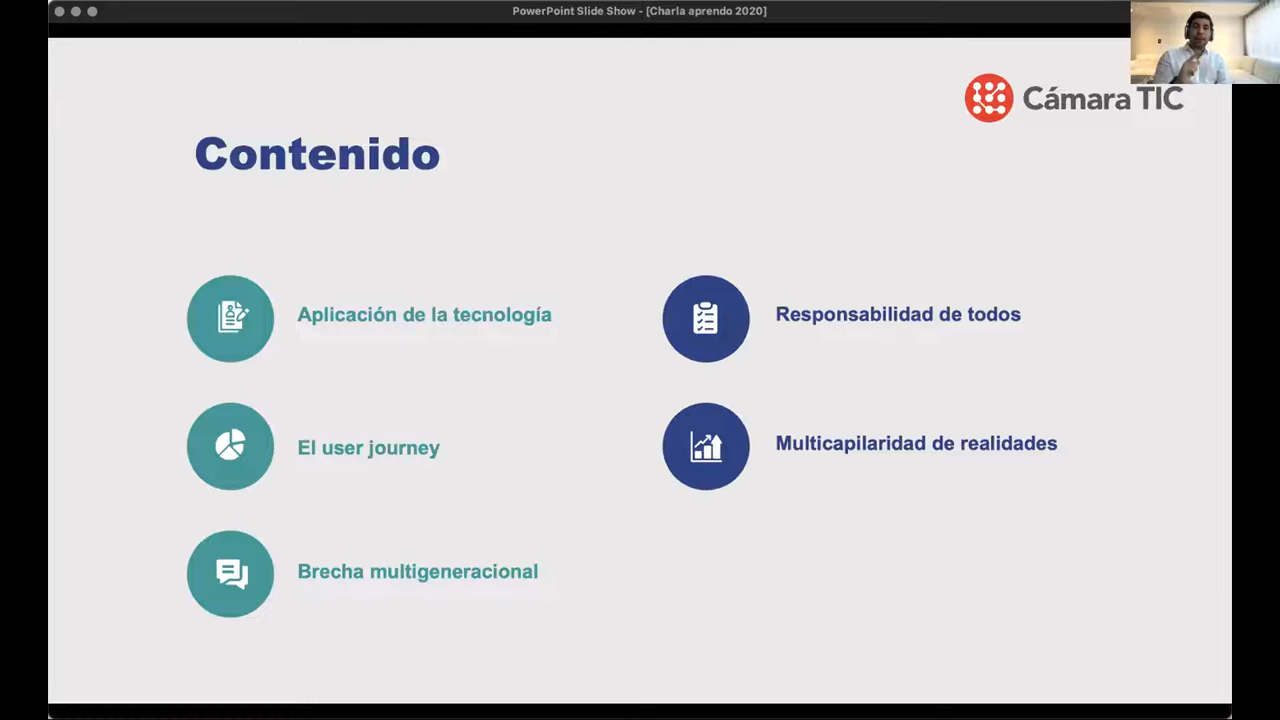 PowerPoint Slide Show - [Charla aprendo 2020]
Cámara TIC
Contenido
Aplicación de la tecnología
El user journey
Brecha multigeneracional
Responsabilidad de todos
Multicapilaridad de realidades